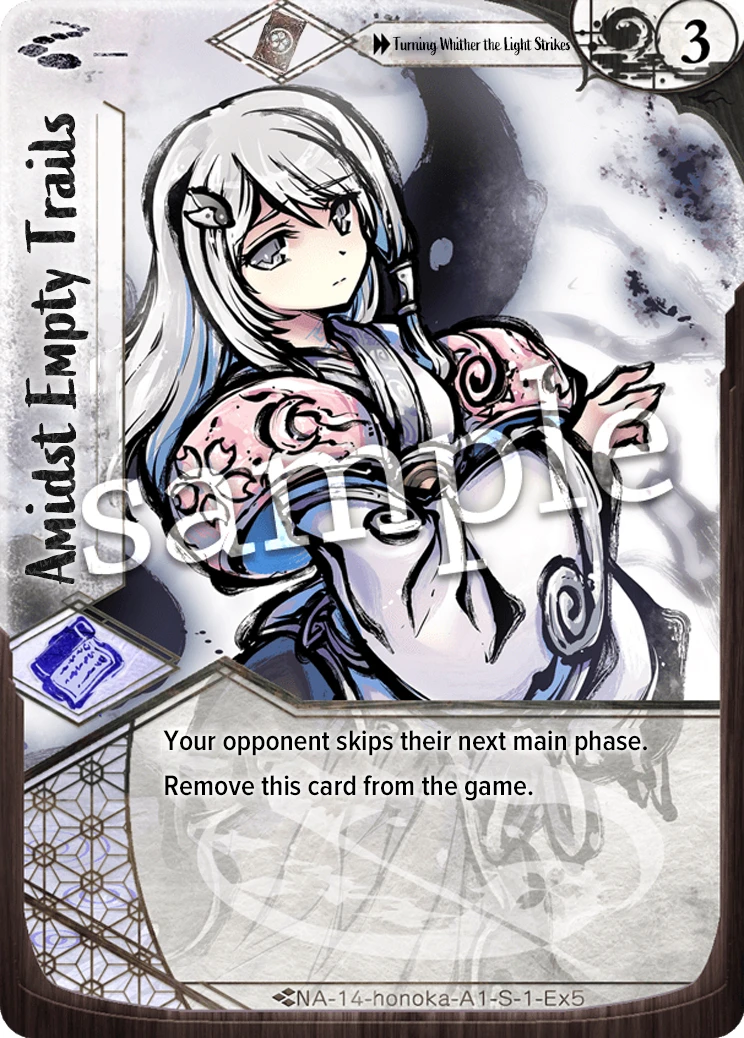 Turning Whither the Light Strikes
3
Amidst Empty Trails
sample
Your opponent skips their next main phase.
Remove this card from the game.
NA-14-honoka-A1-S-1-Ex5